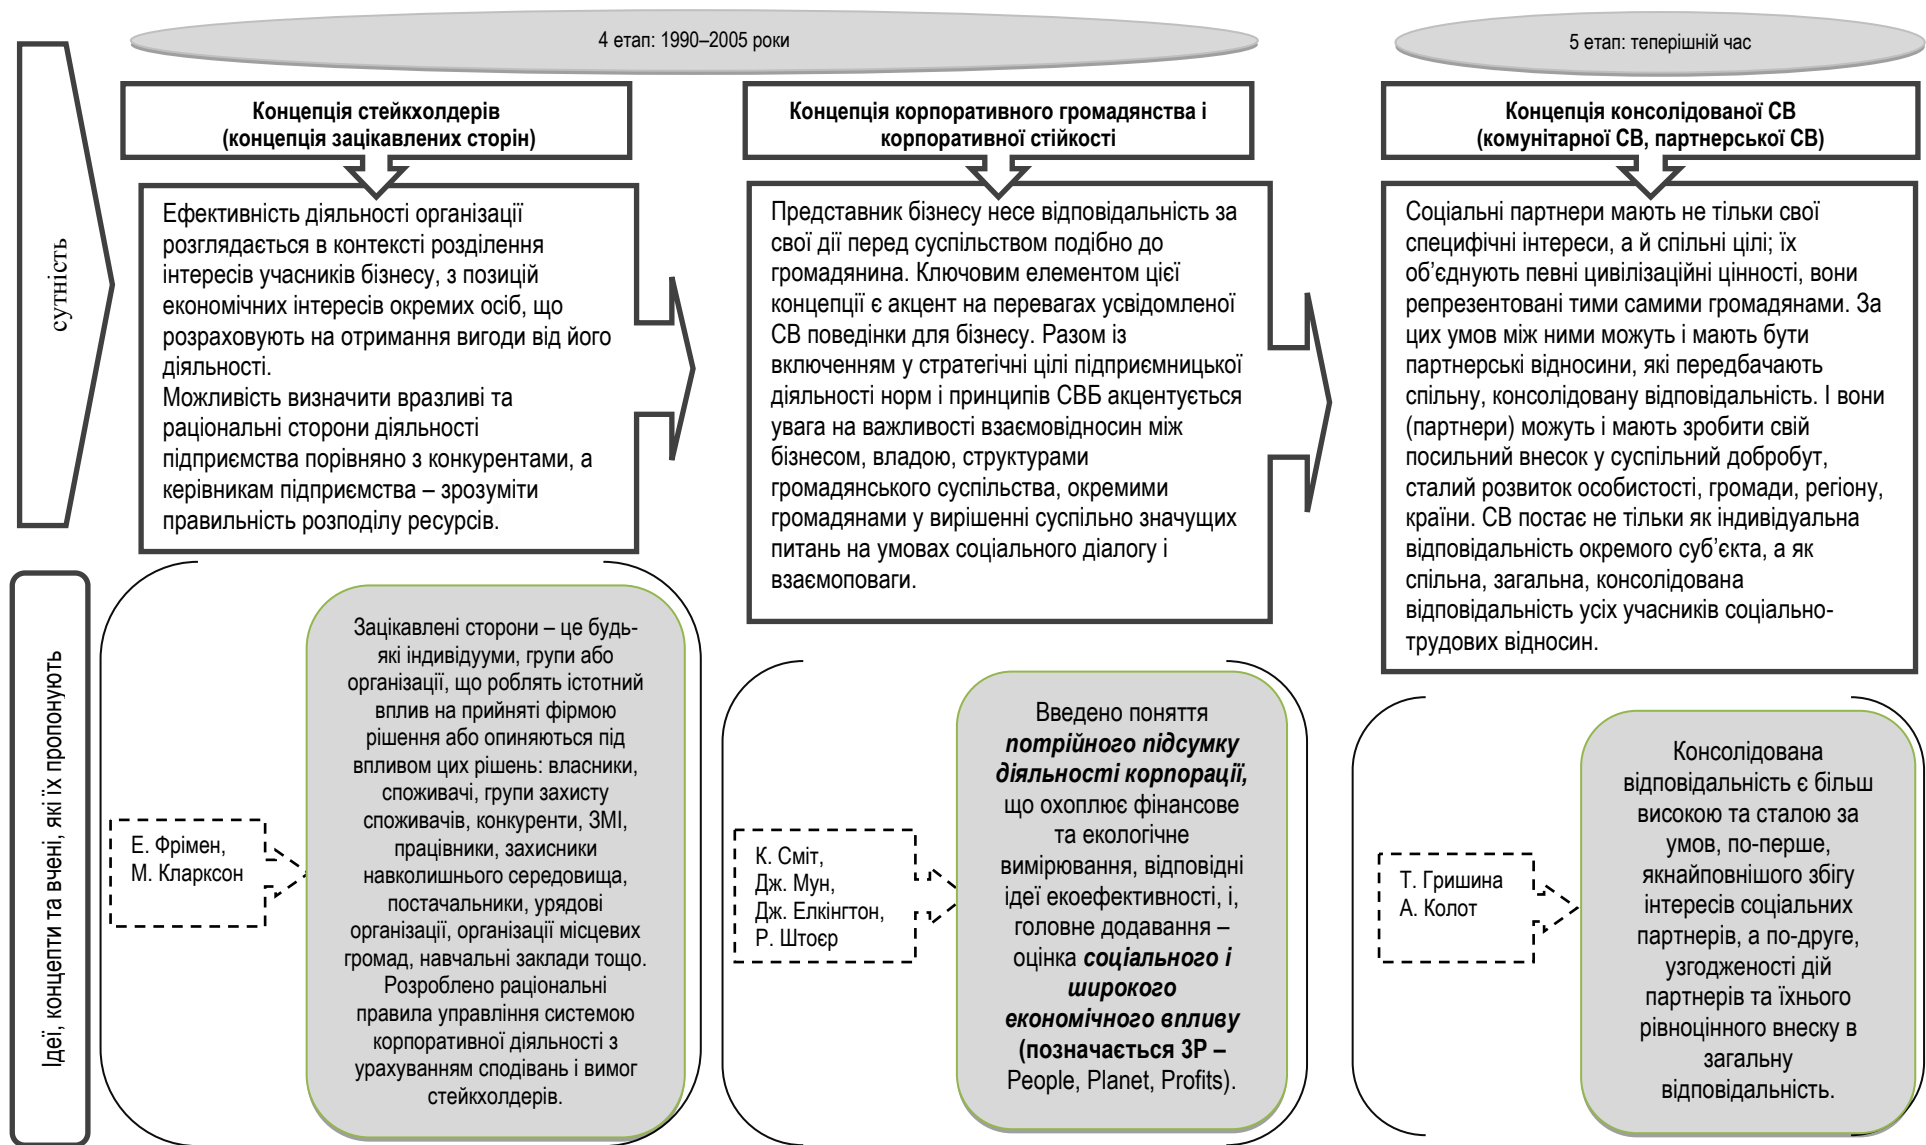 4 етап: 1990–2005 роки
5 етап: теперішній час
сутність
Концепція стейкхолдерів
(концепція зацікавлених сторін)
Концепція корпоративного громадянства і
корпоративної стійкості
Концепція консолідованої СВ
(комунітарної СВ, партнерської СВ)
Ефективність діяльності організації
розглядається в контексті розділення
інтересів учасників бізнесу, з позицій
економічних інтересів окремих осіб, що
розраховують на отримання вигоди від його
діяльності.
Можливість визначити вразливі та
раціональні сторони діяльності
підприємства порівняно з конкурентами, а
керівникам підприємства – зрозуміти
правильність розподілу ресурсів.
Представник бізнесу несе відповідальність за
свої дії перед суспільством подібно до
громадянина. Ключовим елементом цієї
концепції є акцент на перевагах усвідомленої
СВ поведінки для бізнесу. Разом із
включенням у стратегічні цілі підприємницької
діяльності норм і принципів СВБ акцентується
увага на важливості взаємовідносин між
бізнесом, владою, структурами
громадянського суспільства, окремими
громадянами у вирішенні суспільно значущих
питань на умовах соціального діалогу і
взаємоповаги.
Соціальні партнери мають не тільки свої
специфічні інтереси, а й спільні цілі; їх
об’єднують певні цивілізаційні цінності, вони
репрезентовані тими самими громадянами. За
цих умов між ними можуть і мають бути
партнерські відносини, які передбачають
спільну, консолідовану відповідальність. І вони
(партнери) можуть і мають зробити свій
посильний внесок у суспільний добробут,
сталий розвиток особистості, громади, регіону,
країни. СВ постає не тільки як індивідуальна
відповідальність окремого суб’єкта, а як
спільна, загальна, консолідована
відповідальність усіх учасників соціально-
трудових відносин.
Ідеї, концепти та вчені, які їх пропонують
Е. Фрімен,
М. Кларксон
Зацікавлені сторони – це будь-
які індивідууми, групи або
організації, що роблять істотний
вплив на прийняті фірмою
рішення або опиняються під
впливом цих рішень: власники,
споживачі, групи захисту
споживачів, конкуренти, ЗМІ,
працівники, захисники
навколишнього середовища,
постачальники, урядові
організації, організації місцевих
громад, навчальні заклади тощо.
Розроблено раціональні
правила управління системою
корпоративної діяльності з
урахуванням сподівань і вимог
стейкхолдерів.
К. Сміт,
Дж. Мун,
Дж. Елкінгтон,
Р. Штоєр
Введено поняття
потрійного підсумку
діяльності корпорації,
що охоплює фінансове
та екологічне
вимірювання, відповідні
ідеї екоефективності, і,
головне додавання –
оцінка соціального і
широкого
економічного впливу
(позначається 3Р –
People, Planet, Profits).
Т. Гришина
А. Колот
Консолідована
відповідальність є більш
високою та сталою за
умов, по-перше,
якнайповнішого збігу
інтересів соціальних
партнерів, а по-друге,
узгодженості дій
партнерів та їхнього
рівноцінного внеску в
загальну
відповідальність.